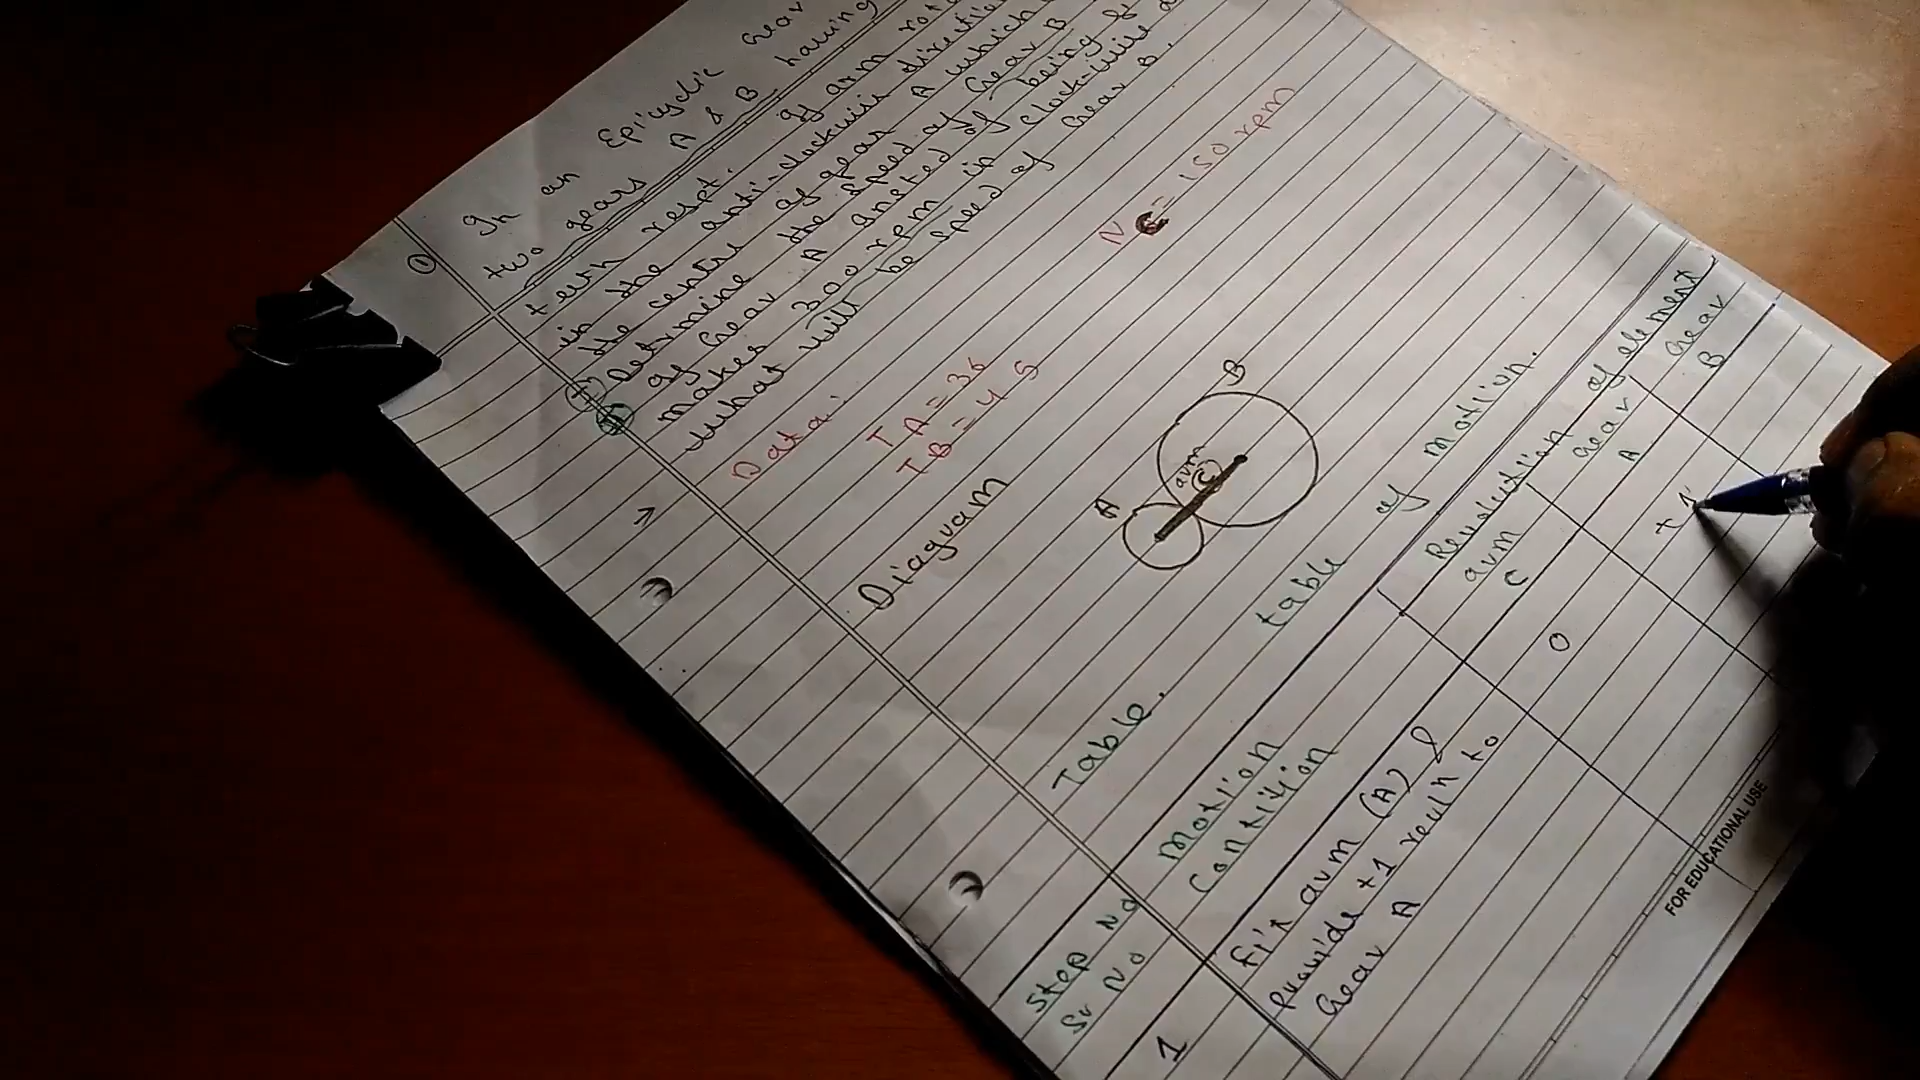 ①
In an Epicyclic Gear
two gears A & B having
teeth respt. If arm rot
in the anti-clockwise direction
the centre of gear A which
I Determine the speed of Gear B
of Gear A insted of being
makes 300 rpm in clock-wise
What will be speed of Gear B.
→
Data:
TA = 36
TB = 45
NC = 150 rpm
Diagram
A
arm
C
B
Table.
table of motion.
Step No
Sr No
Motion
Contition
Revolution of element
arm
C
Gear
A
Gear
B
1
Fix arm (A) &
provide +1 revln to
Gear A
0
+1
FOR EDUCATIONAL USE